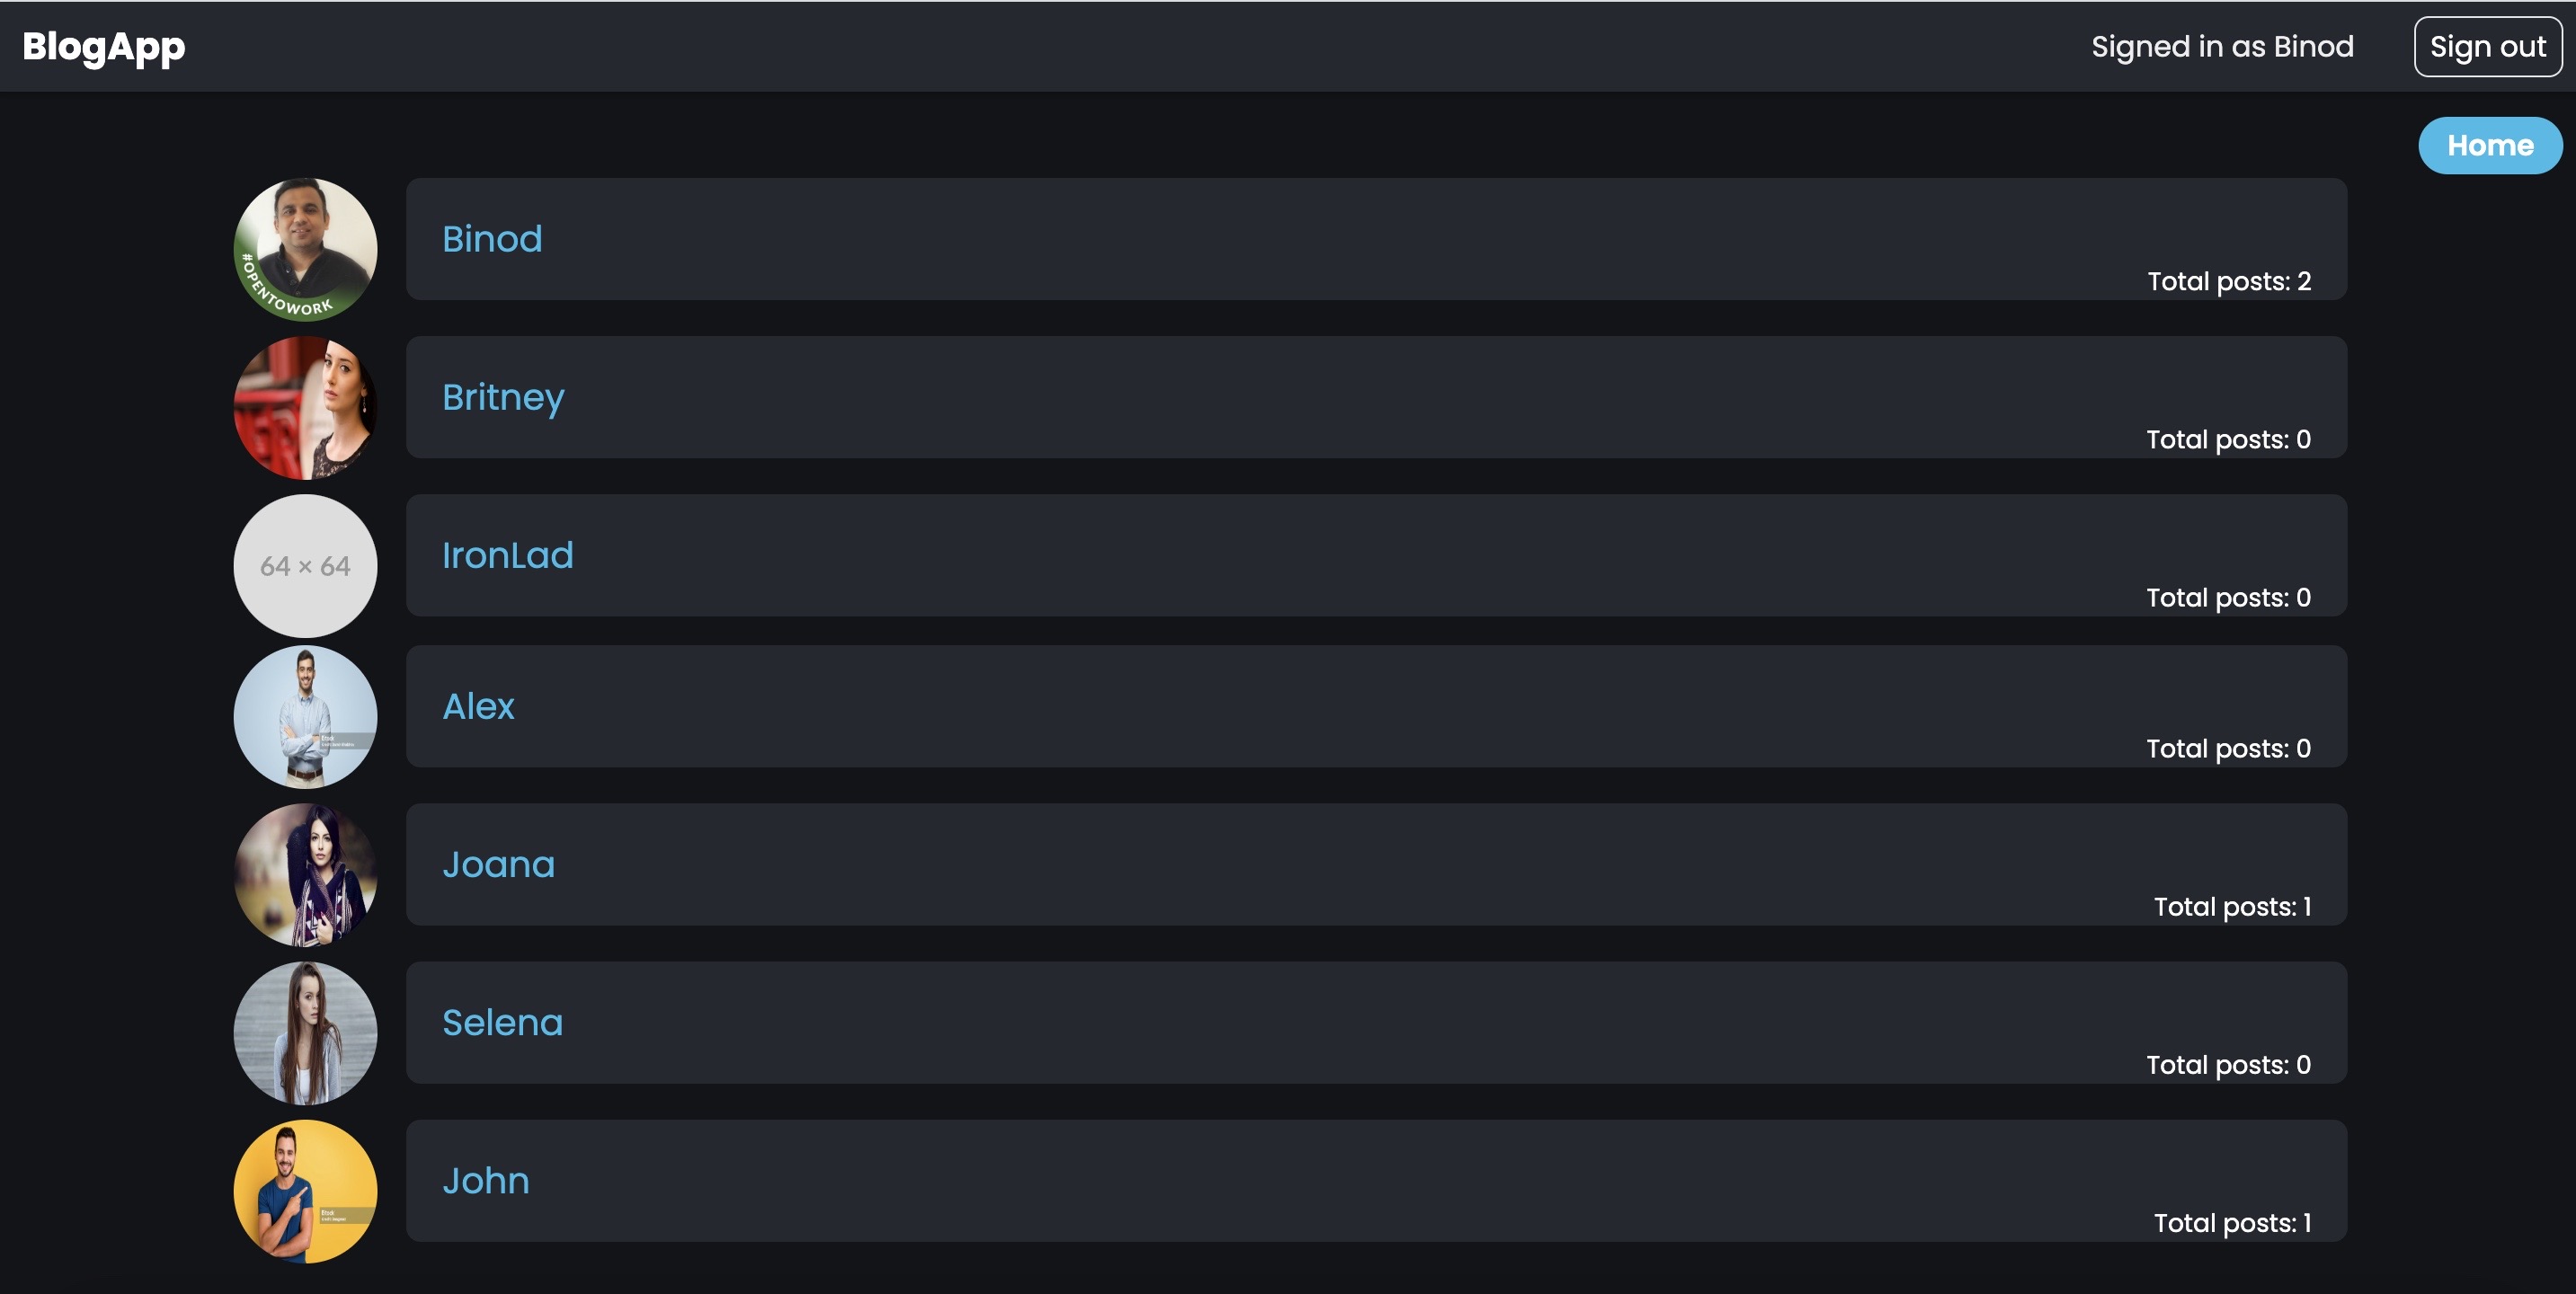 BlogApp
Signed in as Binod
Sign out
Home
#OPENTOWORK
Binod
Total posts: 2
Britney
Total posts: 0
64 × 64
IronLad
Total posts: 0
Alex
Total posts: 0
Joana
Total posts: 1
Selena
Total posts: 0
John
Total posts: 1